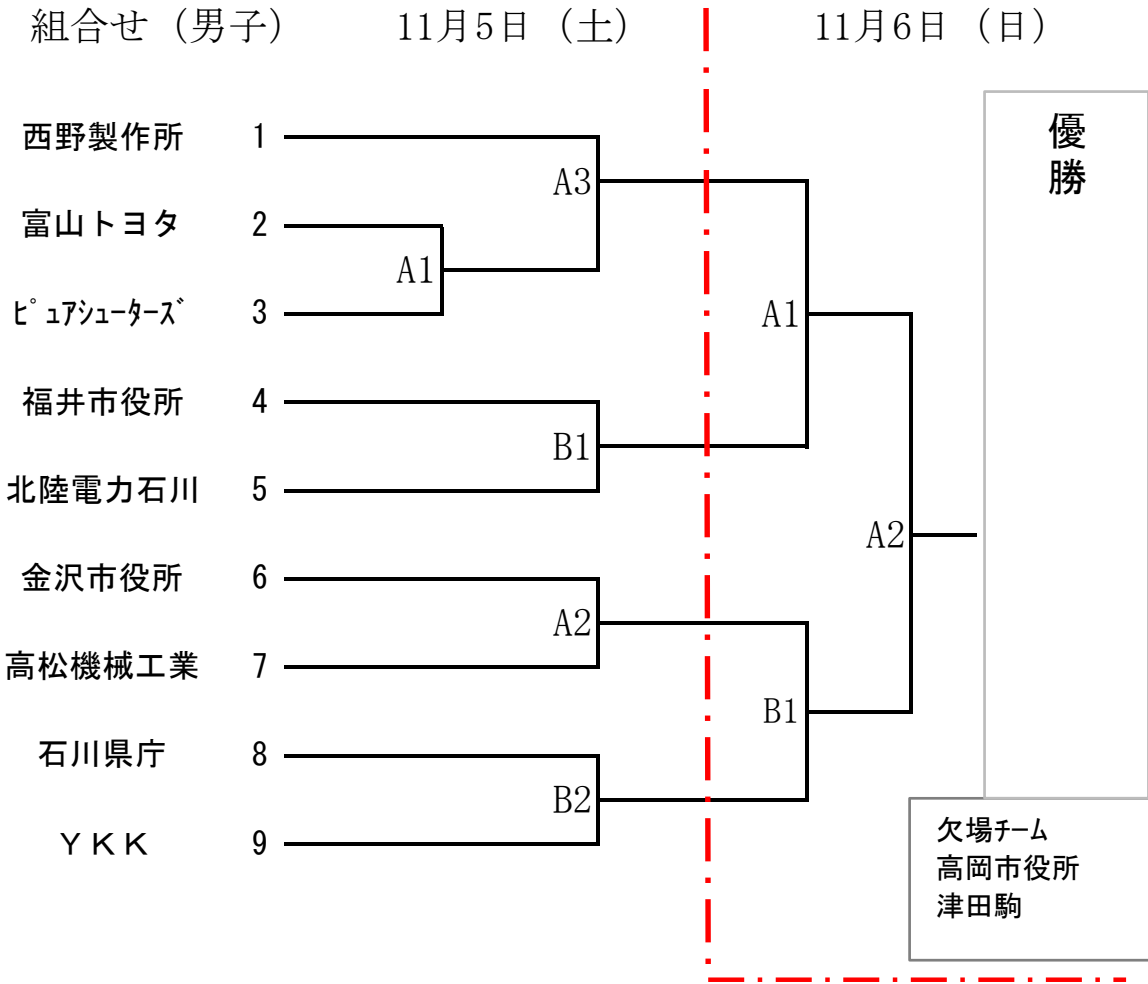 組合せ（男子） 11月5日（土） 11月6日（日）
優勝
西野製作所 1
A3
富山トヨタ 2
A1
ﾋﾟｭｱｼｭｰﾀｰｽﾞ 3
A1
福井市役所 4
B1
北陸電力石川 5
A2
金沢市役所 6
A2
高松機械工業 7
B1
石川県庁 8
B2
ＹＫＫ 9
欠場ﾁｰﾑ
高岡市役所
津田駒